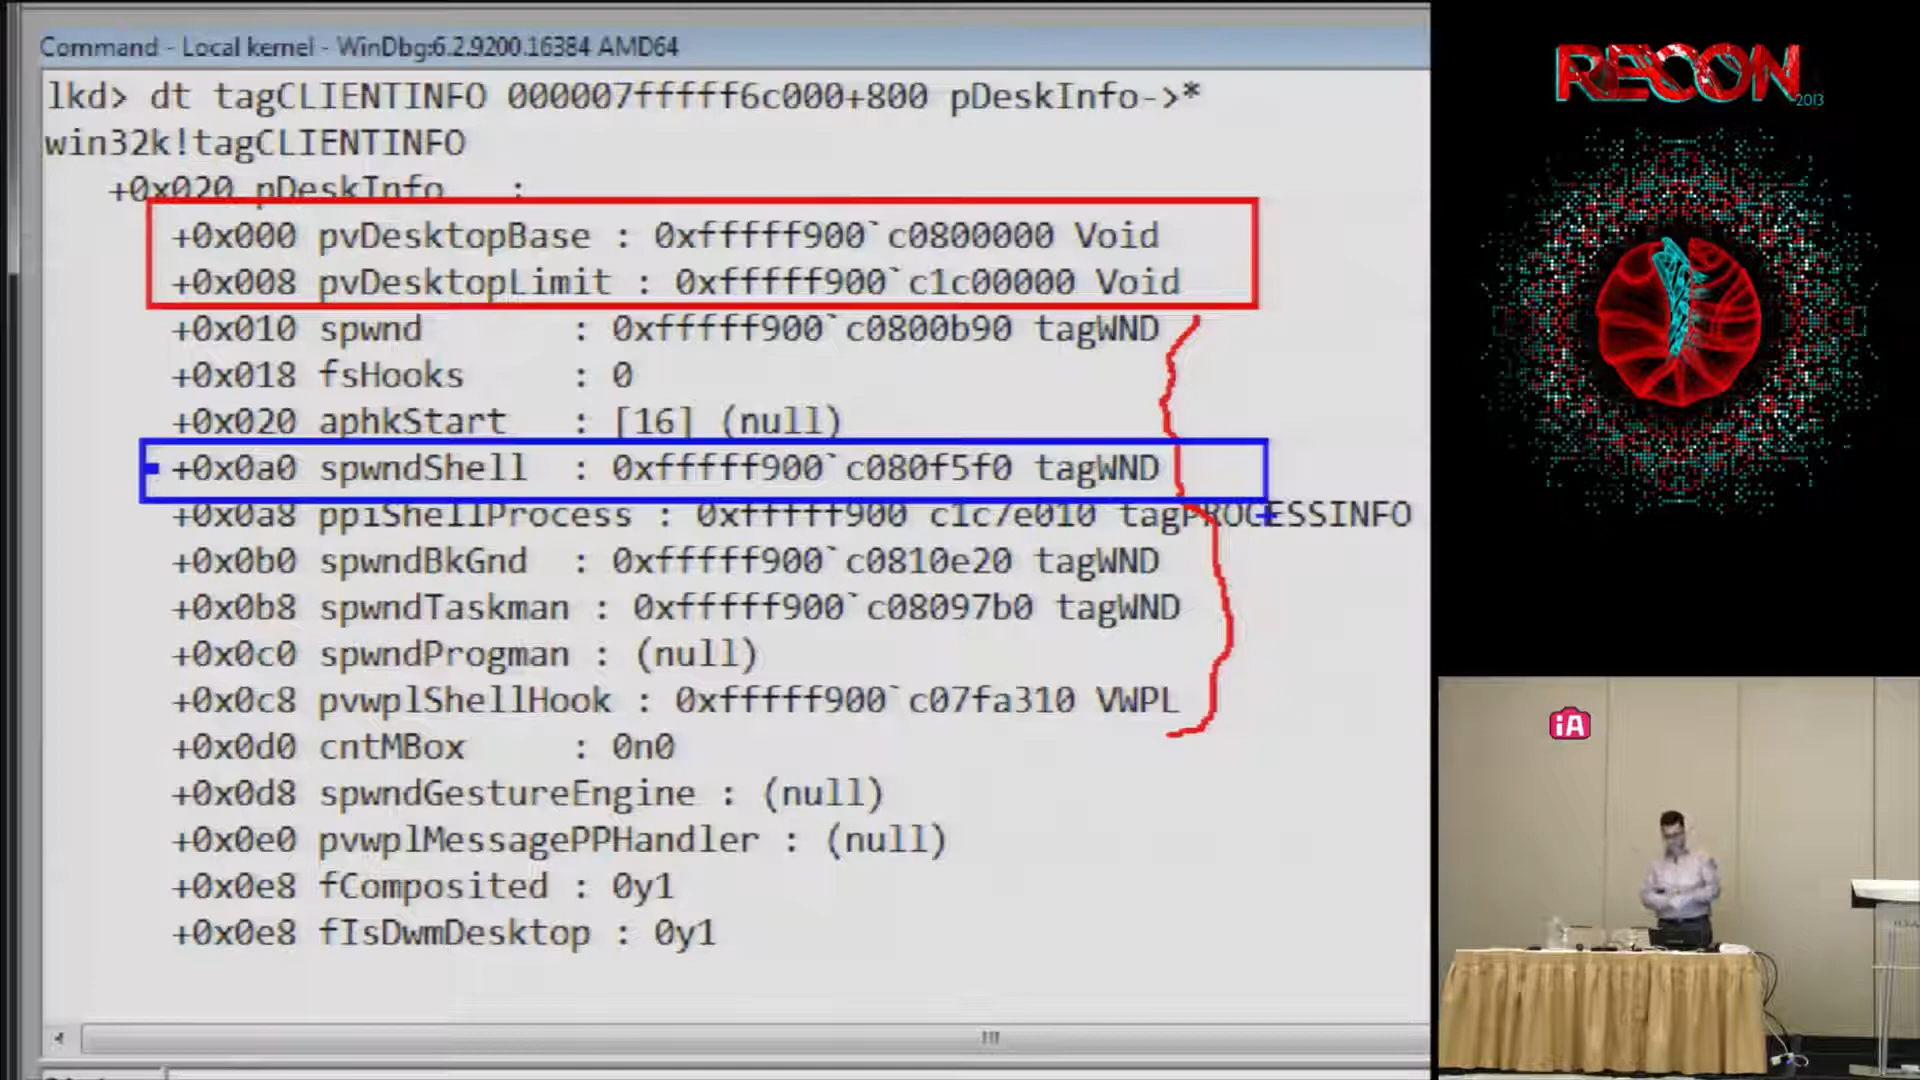 Command - Local kernel - WinDbg:6.2.9200.16384 AMD64
lkd> dt tagCLIENTINFO 000007fffff6c000+800 pDeskInfo->*
win32k!tagCLIENTINFO
+0x020 pDeskInfo :
+0x000 pvDesktopBase : 0xfffff900`c0800000 Void
+0x008 pvDesktopLimit : 0xfffff900`c1c00000 Void
+0x010 spwnd : 0xfffff900`c0800b90 tagWND
+0x018 fsHooks : 0
+0x020 aphkStart : [16] (null)
+0x0a0 spwndShell : 0xfffff900`c080f5f0 tagWND
+0x0a8 ppiShellProcess : 0xfffff900`c1c7e010 tagPROCESSINFO
+0x0b0 spwndBkGnd : 0xfffff900`c0810e20 tagWND
+0x0b8 spwndTaskman : 0xfffff900`c08097b0 tagWND
+0x0c0 spwndProgman : (null)
+0x0c8 pvwplShellHook : 0xfffff900`c07fa310 VWPL
+0x0d0 cntMBox : 0n0
+0x0d8 spwndGestureEngine : (null)
+0x0e0 pvwplMessagePPHandler : (null)
+0x0e8 fComposited : 0y1
+0x0e8 fIsDwmDesktop : 0y1
RECON
2013
iA